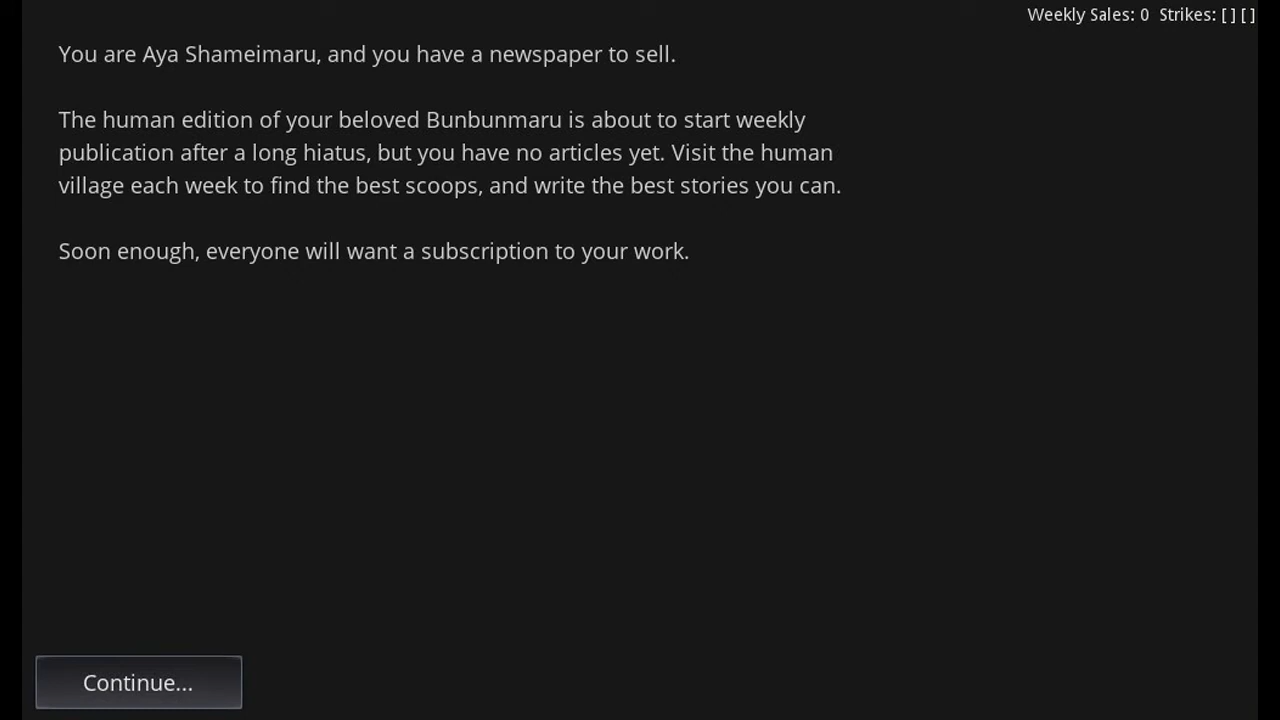 Weekly Sales: 0 Strikes: [ ] [ ]
You are Aya Shameimaru, and you have a newspaper to sell.
The human edition of your beloved Bunbunmaru is about to start weekly
publication after a long hiatus, but you have no articles yet. Visit the human
village each week to find the best scoops, and write the best stories you can.
Soon enough, everyone will want a subscription to your work.
Continue...